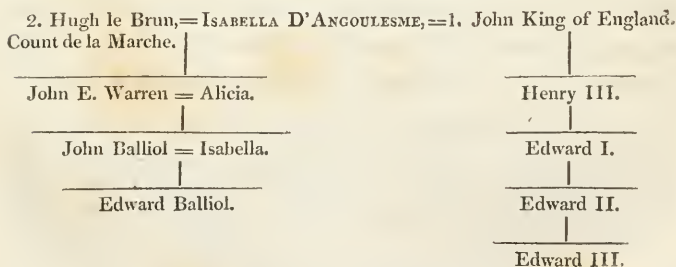 2. Hugh le Brun,=Isabella D'Angoulesme,=1. John King of England.
Count de la Marche.
John E. Warren = Alicia. Henry III.
John Balliol = Isabella. Edward I.
Edward Balliol. Edward II.
Edward III.